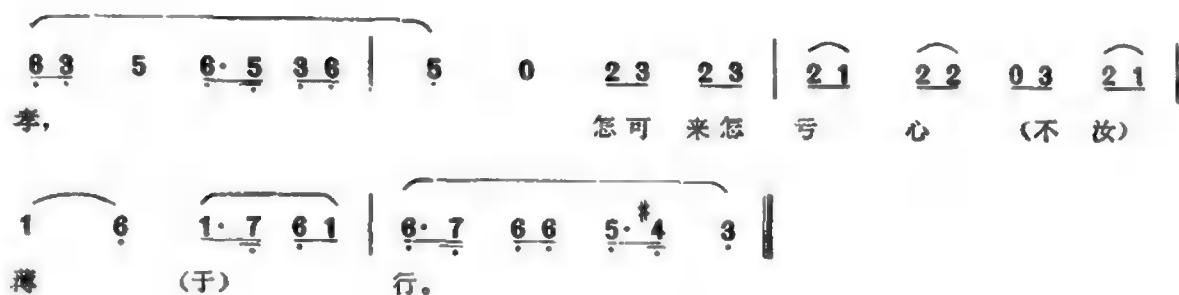 6 3 5 6· 5 3 6 | 5 0 2 3 2 3 | 2 1 2 2 0 3 2 1 |
孝， 怎可 来怎 亏 心 （不 汝）
1 6 1· 7 6 1 | 6· 7 6 6 5· #4 3 ‖
薄 （于） 行。